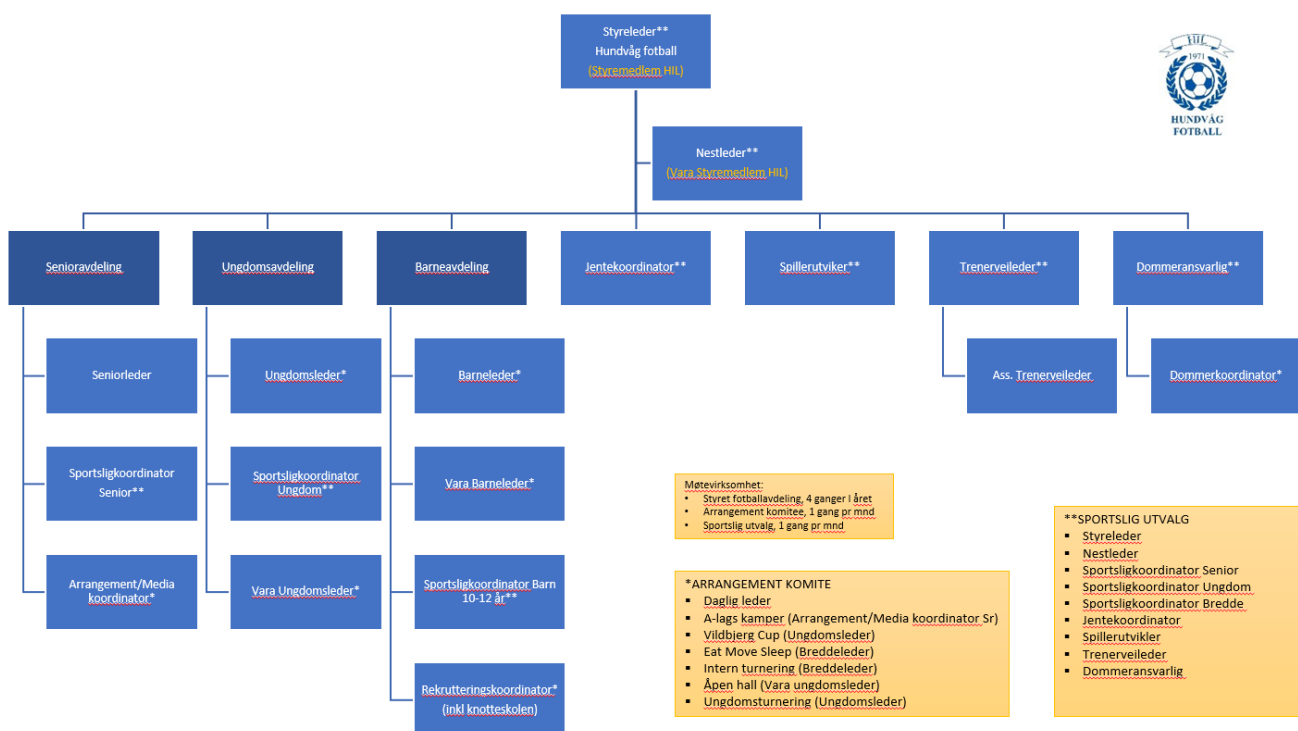 Styreleder**
Hundvåg fotball
(Styremedlem HIL)
HIL
1971
HUNDVÅG
FOTBALL
Nestleder**
(Vara Styremedlem HIL)
Senioravdeling
Ungdomsavdeling
Barneavdeling
Jentekoordinator**
Spillerutviker**
Trenerveileder**
Dommeransvarlig**
Seniorleder
Ungdomsleder*
Barneleder*
Ass. Trenerveileder
Dommerkoordinator*
Sportsligkoordinator
Senior**
Sportsligkoordinator
Ungdom**
Vara Barneleder*
Arrangement/Media
koordinator*
Vara Ungdomsleder*
Sportsligkoordinator Barn
10-12 år**
Rekrutteringskoordinator*
(inkl knotteskolen)
Møtevirksomhet:
• Styret fotballavdeling, 4 ganger I året
• Arrangement komitee, 1 gang pr mnd
• Sportslig utvalg, 1 gang pr mnd
*ARRANGEMENT KOMITE
▪ Daglig leder
▪ A-lags kamper (Arrangement/Media koordinator Sr)
▪ Vildbjerg Cup (Ungdomsleder)
▪ Eat Move Sleep (Breddeleder)
▪ Intern turnering (Breddeleder)
▪ Åpen hall (Vara ungdomsleder)
▪ Ungdomsturnering (Ungdomsleder)
**SPORTSLIG UTVALG
▪ Styreleder
▪ Nestleder
▪ Sportsligkoordinator Senior
▪ Sportsligkoordinator Ungdom
▪ Sportsligkoordinator Bredde
▪ Jentekoordinator
▪ Spillerutvikler
▪ Trenerveileder
▪ Dommeransvarlig